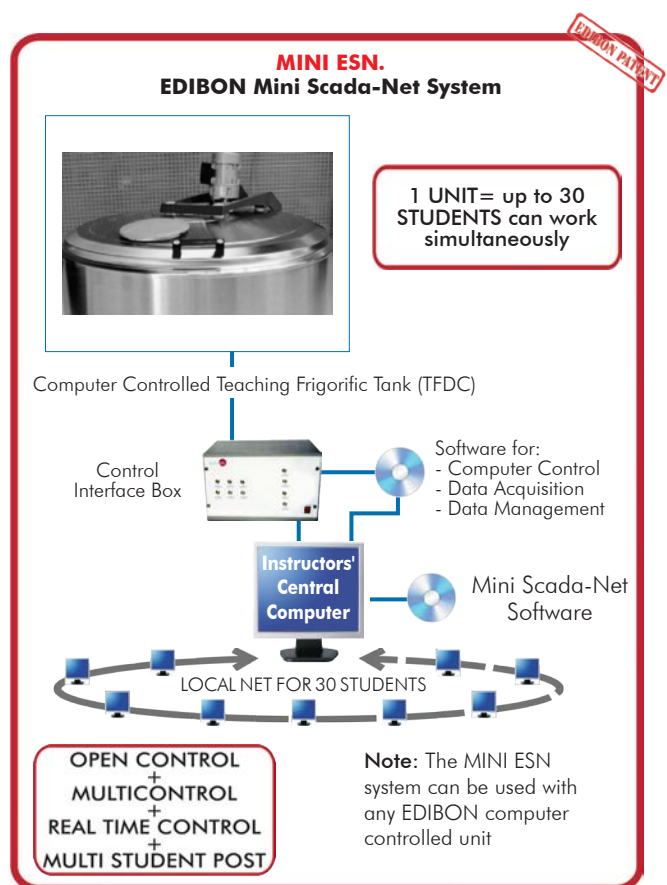 EDIBON PATENT
MINI ESN.
EDIBON Mini Scada-Net System
1 UNIT= up to 30
STUDENTS can work
simultaneously
Computer Controlled Teaching Frigorific Tank (TFDC)
Control
Interface Box
Software for:
- Computer Control
- Data Acquisition
- Data Management
Instructors'
Central
Computer
Mini Scada-Net
Software
LOCAL NET FOR 30 STUDENTS
OPEN CONTROL
+
MULTICONTROL
+
REAL TIME CONTROL
+
MULTI STUDENT POST
Note: The MINI ESN
system can be used with
any EDIBON computer
controlled unit